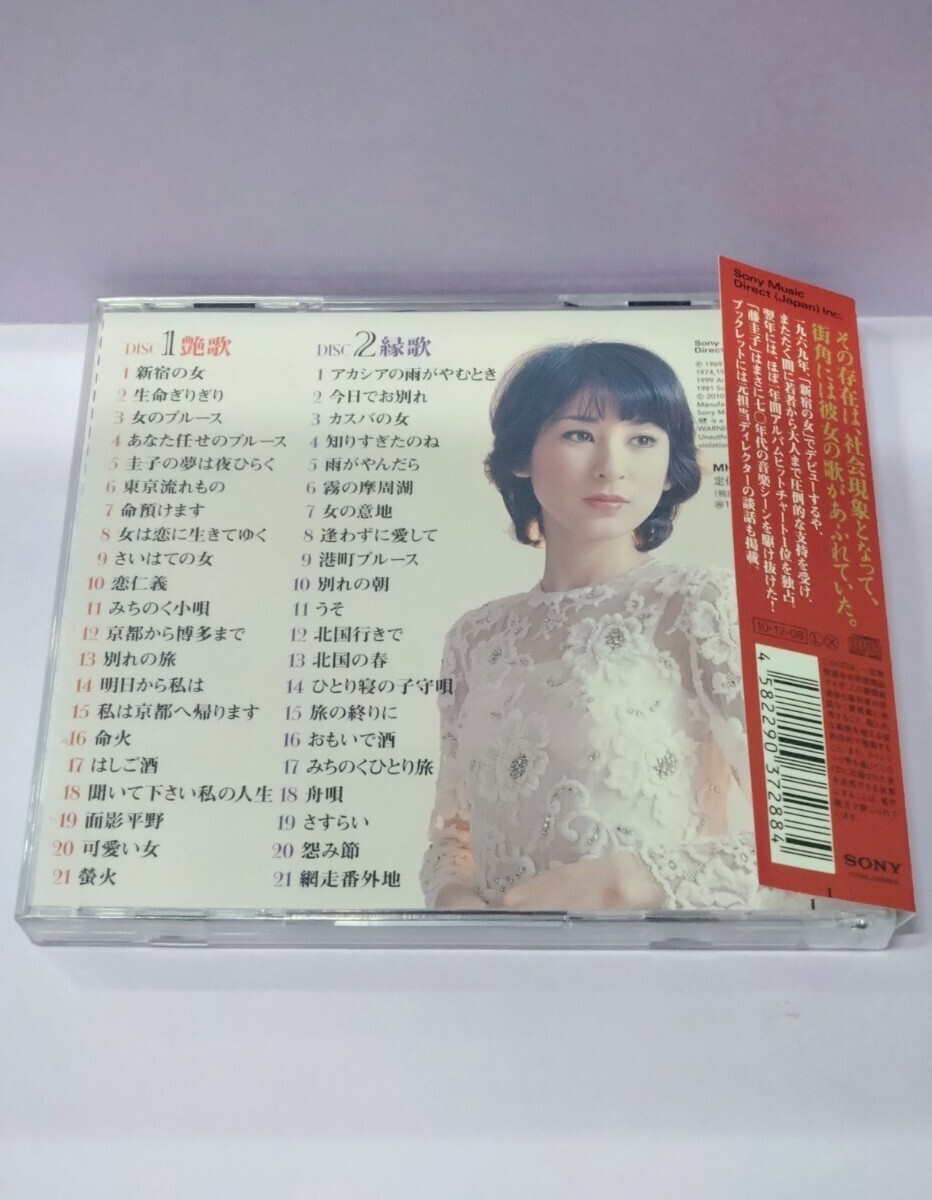 DISC 1 艶歌
1 新宿の女
2 生命ぎりぎり
3 女のブルース
4 あなた任せのブルース
5 圭子の夢は夜ひらく
6 東京流れもの
7 命預けます
8 女は恋に生きてゆく
9 さいはての女
10 恋仁義
11 みちのく小唄
12 京都から博多まで
13 別れの旅
14 明日から私は
15 私は京都へ帰ります
16 命火
17 はしご酒
18 聞いて下さい私の人生
19 面影平野
20 可愛い女
21 螢火
DISC 2 縁歌
1 アカシアの雨がやむとき
2 今日でお別れ
3 カスバの女
4 知りすぎたのね
5 雨がやんだら
6 霧の摩周湖
7 女の意地
8 逢わずに愛して
9 港町ブルース
10 別れの朝
11 うそ
12 北国行きで
13 北国の春
14 ひとり寝の子守唄
15 旅の終りに
16 おもいで酒
17 みちのくひとり旅
18 舟唄
19 さすらい
20 怨み節
21 網走番外地
Sony
Direct
℗1969
1974,19
1999
1981
©2010
Manufa
Sony M
WARN
Unauth
violation
Sony Music
Direct (Japan) Inc.
その存在は、社会現象となって、
街角には彼女の歌があふれていた。
一九六九年、「新宿の女」でデビューするや、
またたく間に若者から大人まで圧倒的な支持を受け、
翌年には、ほぼ一年間アルバムヒットチャート1位を独占。
「藤圭子」はまさに七〇年代の音楽シーンを駆け抜けた!
ブックレットには元担当ディレクターの談話も掲載。
10・12・08 L X
4 582290 372884
SONY